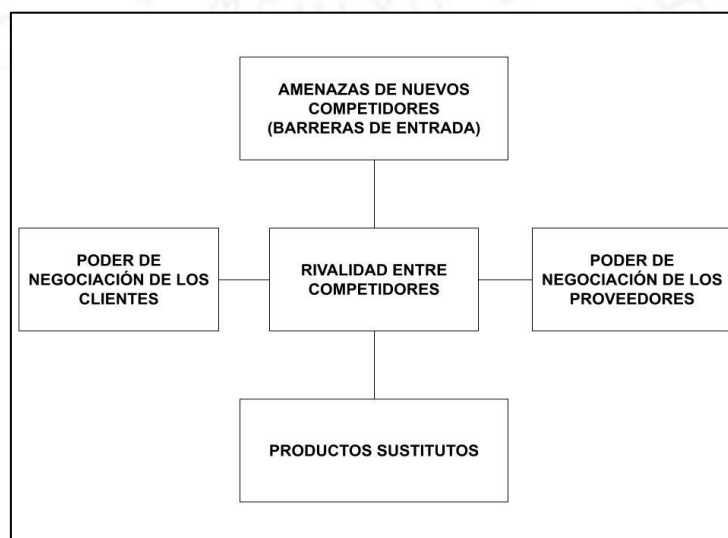 AMENAZAS DE NUEVOS
COMPETIDORES
(BARRERAS DE ENTRADA)
PODER DE
NEGOCIACIÓN DE LOS
CLIENTES
RIVALIDAD ENTRE
COMPETIDORES
PODER DE
NEGOCIACIÓN DE LOS
PROVEEDORES
PRODUCTOS SUSTITUTOS